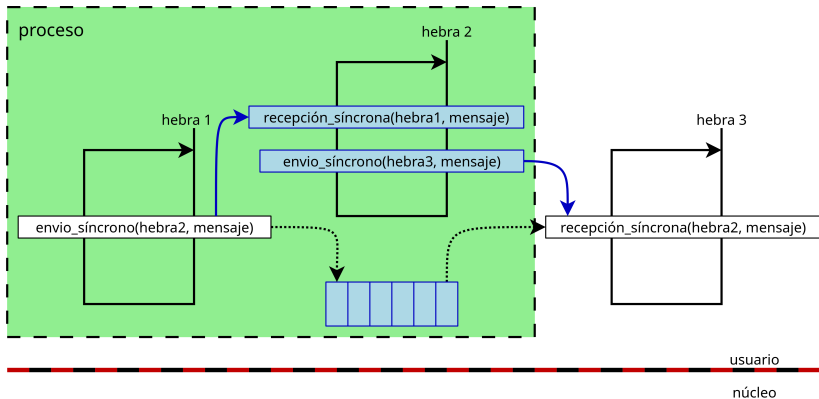 proceso
hebra 2
recepción_síncrona(hebra1, mensaje)
hebra 1
hebra 3
envio_síncrono(hebra3, mensaje)
envio_síncrono(hebra2, mensaje)
recepción_síncrona(hebra2, mensaje)
usuario
núcleo